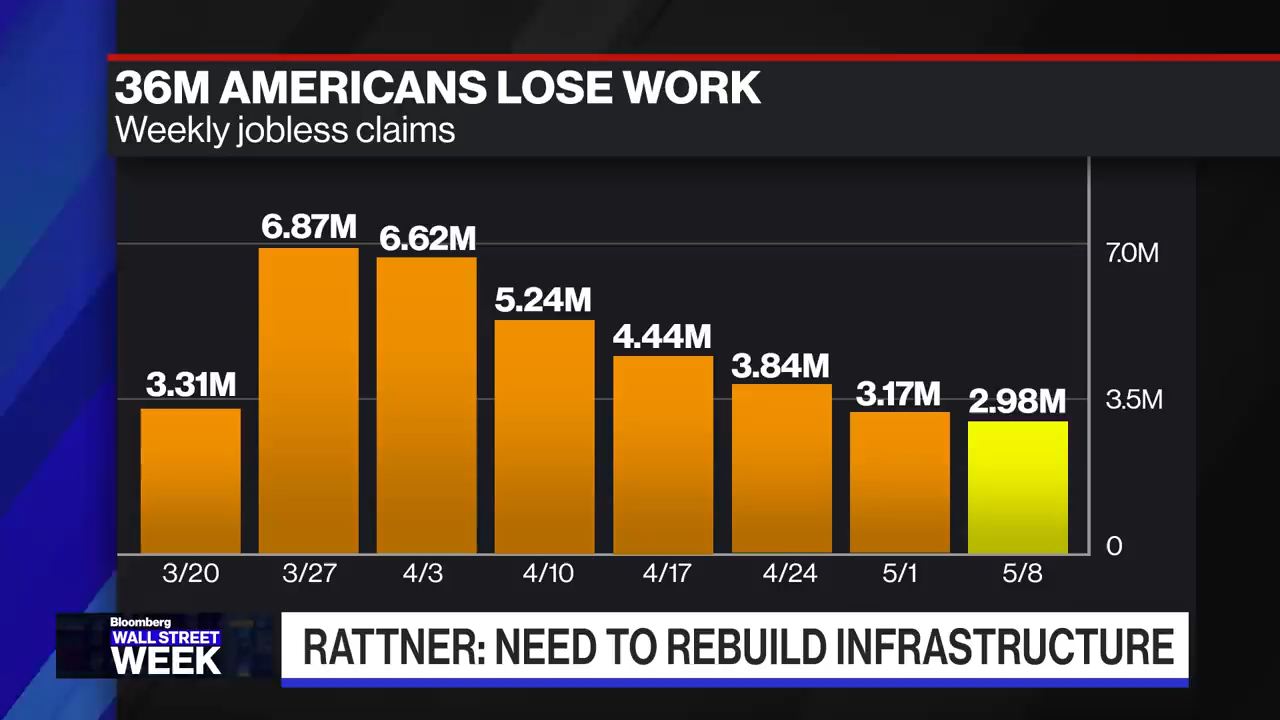 36M AMERICANS LOSE WORK
Weekly jobless claims
6.87M
6.62M
5.24M
4.44M
3.84M
3.31M
3.17M
2.98M
7.0M
3.5M
0
3/20 3/27 4/3 4/10 4/17 4/24 5/1 5/8
Bloomberg
WALL STREET
WEEK
RATTNER: NEED TO REBUILD INFRASTRUCTURE